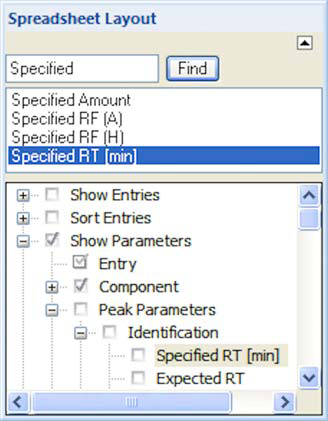 Spreadsheet Layout
Specified
Find
Specified Amount
Specified RF (A)
Specified RF (H)
Specified RT [min]
Show Entries
Sort Entries
Show Parameters
Entry
Component
Peak Parameters
Identification
Specified RT [min]
Expected RT